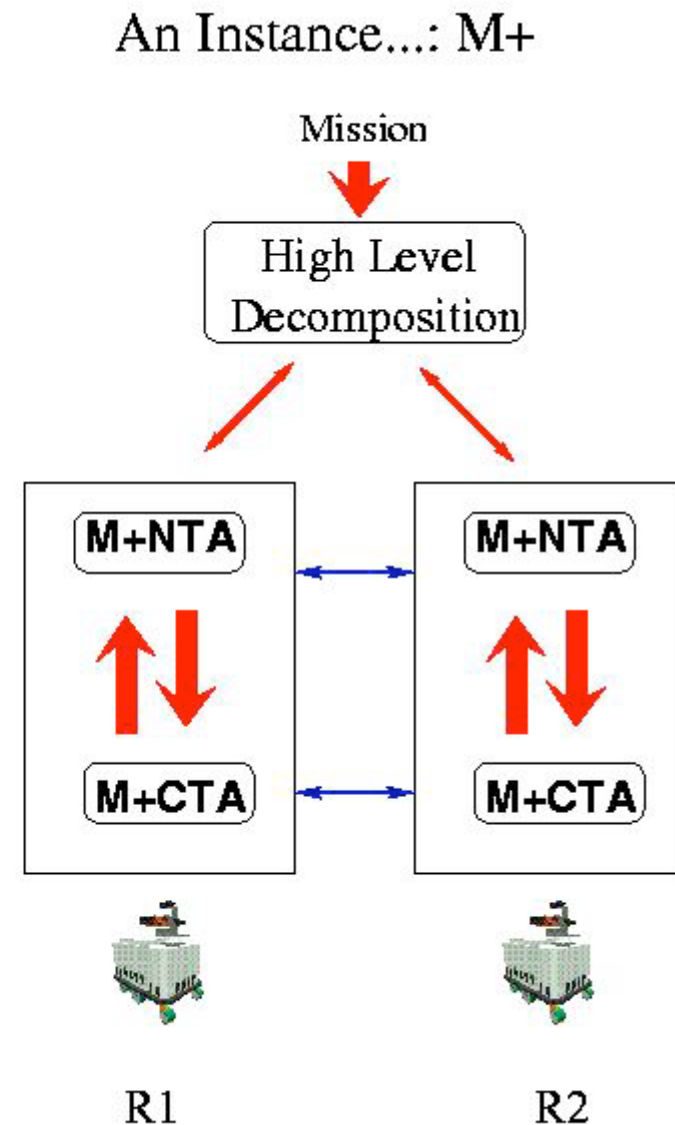 An Instance...: M+
Mission
High Level
Decomposition
M+NTA
M+NTA
M+CTA
M+CTA
R1
R2